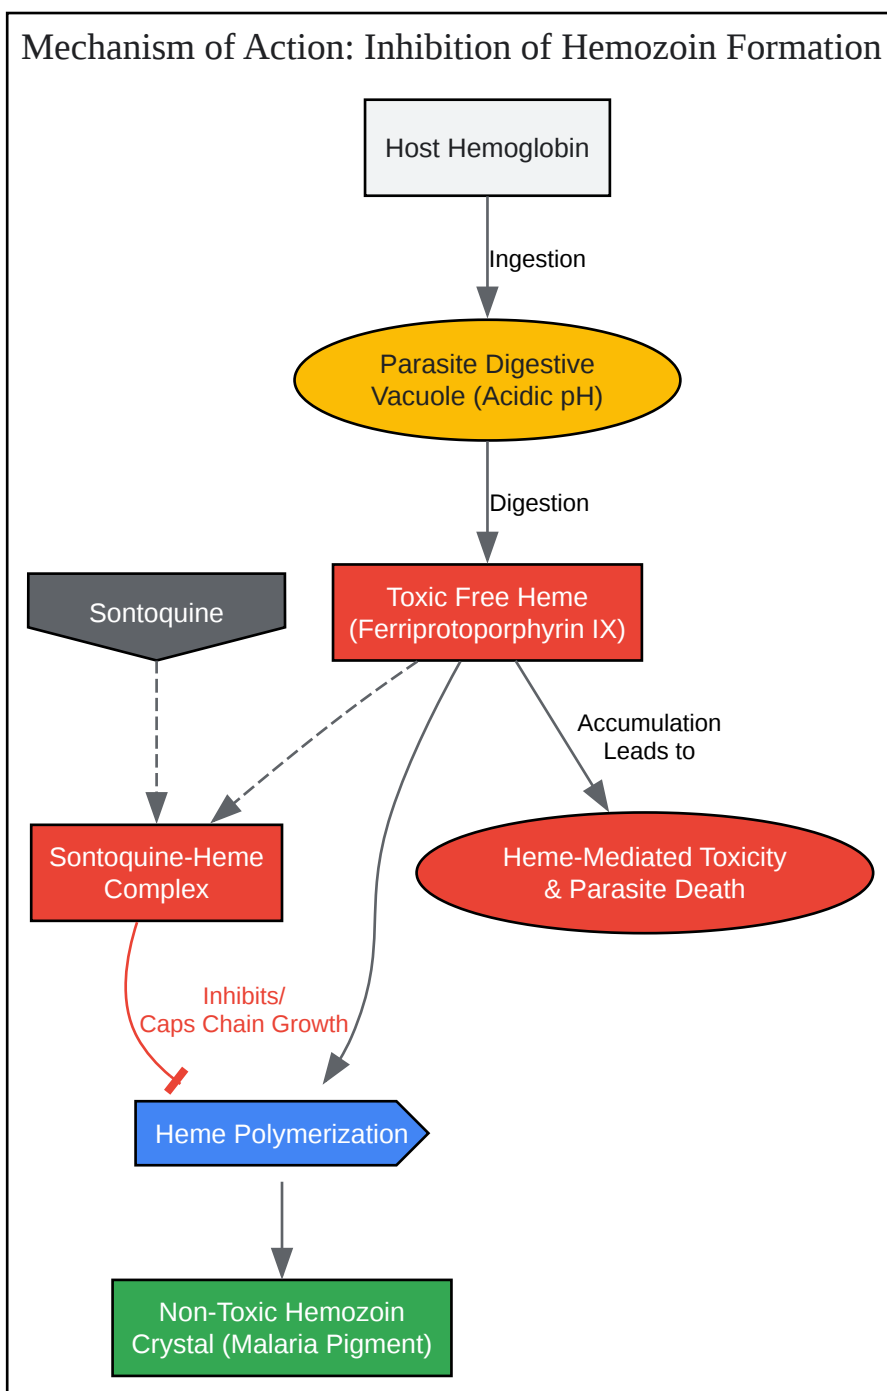 Mechanism of Action: Inhibition of Hemozoin Formation
Host Hemoglobin
Ingestion
Parasite Digestive
Vacuole (Acidic pH)
Digestion
Sontoquine
Toxic Free Heme
(Ferriprotoporphyrin IX)
Accumulation
Leads to
Sontoquine-Heme
Complex
Heme-Mediated Toxicity
& Parasite Death
Inhibits/
Caps Chain Growth
Heme Polymerization
Non-Toxic Hemozoin
Crystal (Malaria Pigment)